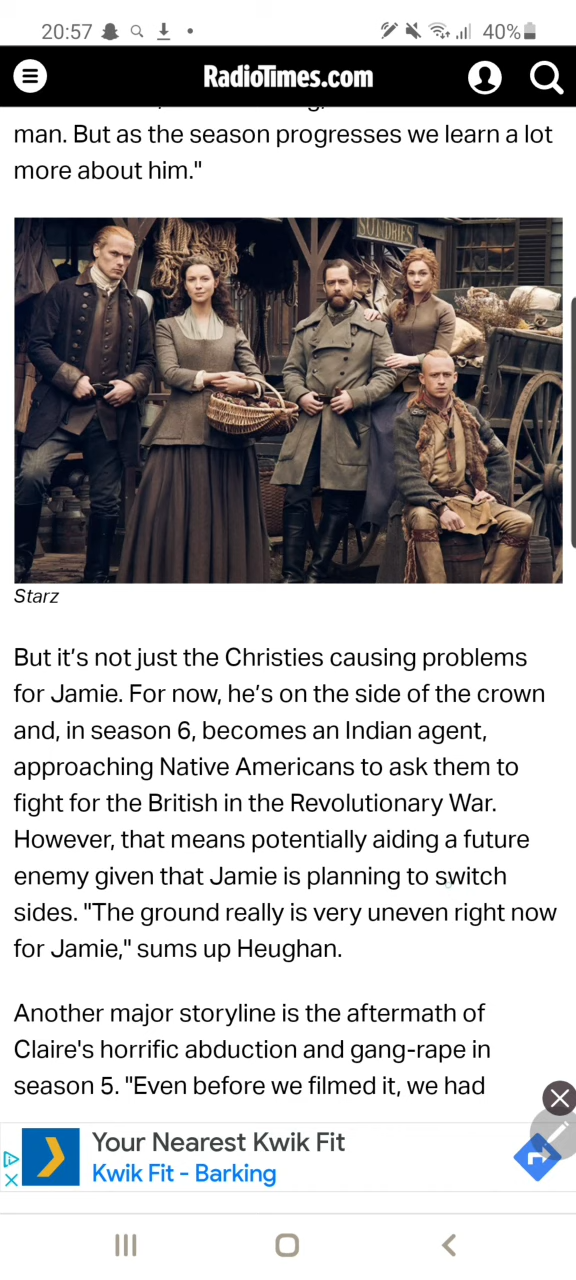 20:57
40%
RadioTimes.com
man. But as the season progresses we learn a lot
more about him."
SUNDRIES
Starz
But it’s not just the Christies causing problems
for Jamie. For now, he’s on the side of the crown
and, in season 6, becomes an Indian agent,
approaching Native Americans to ask them to
fight for the British in the Revolutionary War.
However, that means potentially aiding a future
enemy given that Jamie is planning to switch
sides. "The ground really is very uneven right now
for Jamie," sums up Heughan.
Another major storyline is the aftermath of
Claire's horrific abduction and gang-rape in
season 5. "Even before we filmed it, we had
Your Nearest Kwik Fit
Kwik Fit - Barking